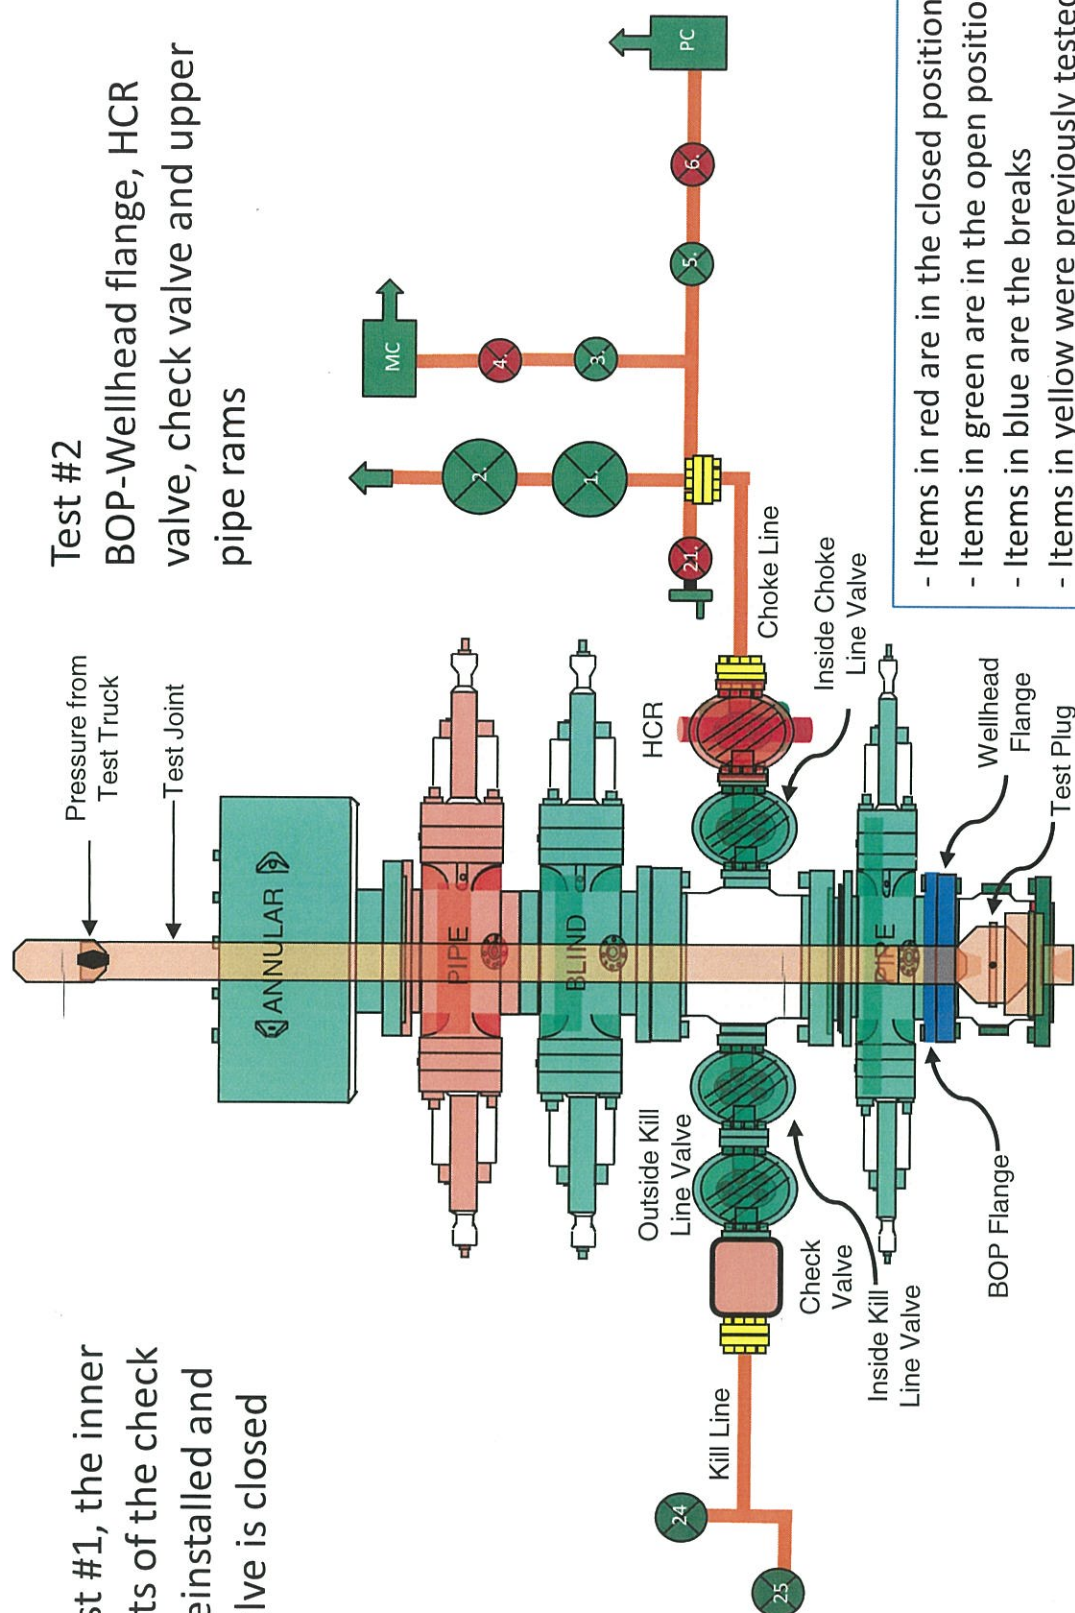 Test #2
BOP-Wellhead flange, HCR
valve, check valve and upper
pipe rams
st #1, the inner
ts of the check
einstalled and
lve is closed
Pressure from
Test Truck
Test Joint
ANNULAR
PIPE
BLIND
PIPE
HCR
Inside Choke
Line Valve
Choke Line
Outside Kill
Line Valve
Check
Valve
Inside Kill
Line Valve
Kill Line
BOP Flange
Wellhead
Flange
Test Plug
24
25
21.
1.
2.
3.
4.
MC
5.
6.
PC
- Items in red are in the closed position
- Items in green are in the open positio
- Items in blue are the breaks
- Items in yellow were previously tested